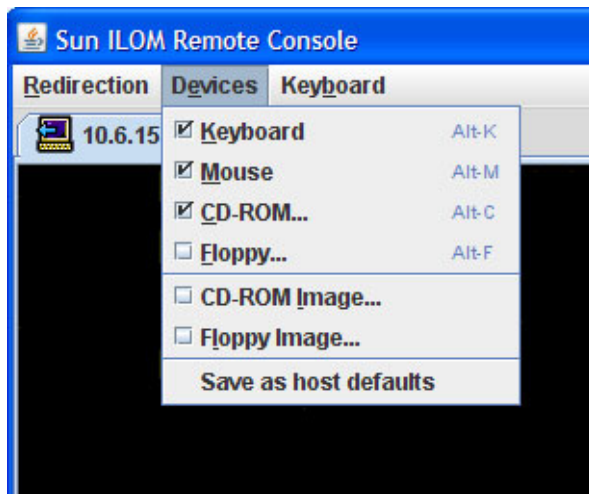 Sun ILOM Remote Console
Redirection Devices Keyboard
10.6.15
Keyboard Alt-K
Mouse Alt-M
CD-ROM... Alt-C
Floppy... Alt-F
CD-ROM Image...
Floppy Image...
Save as host defaults